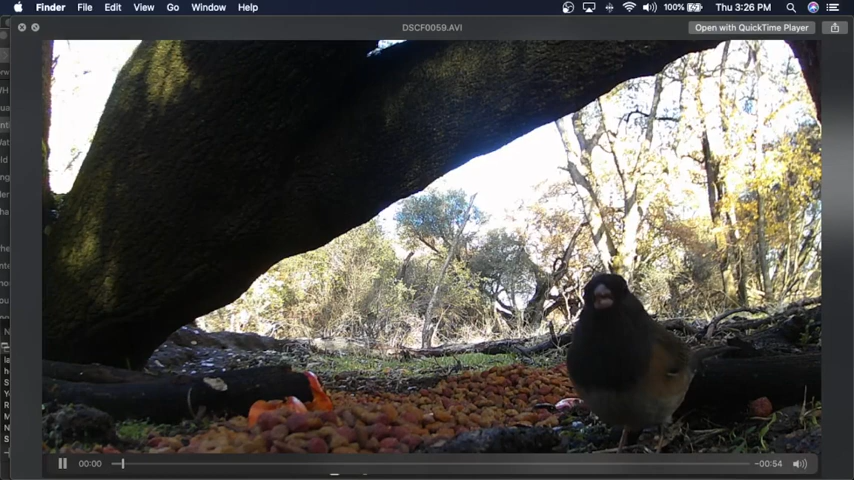 Finder File Edit View Go Window Help 100% Thu 3:26 PM
DSCF0059.AVI Open with QuickTime Player
00:00 -00:54